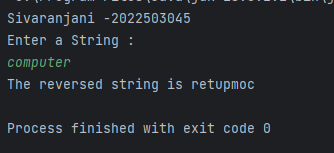 Sivaranjani -2022503045
Enter a String :
computer
The reversed string is retupmoc
Process finished with exit code 0